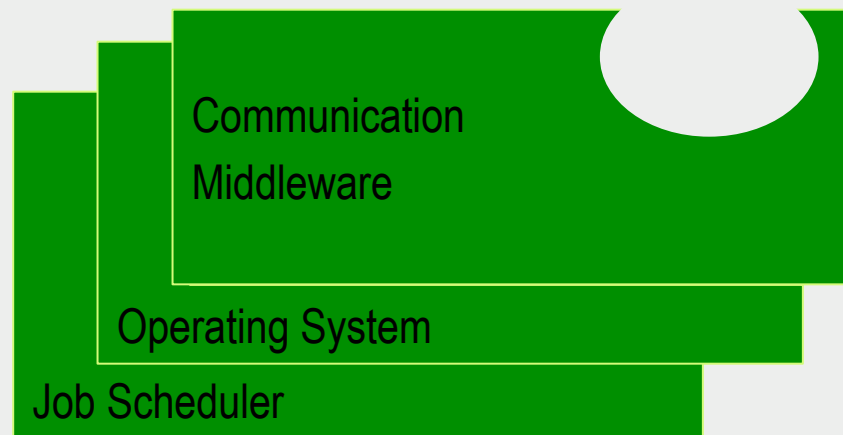 Communication
Middleware
Operating System
Job Scheduler